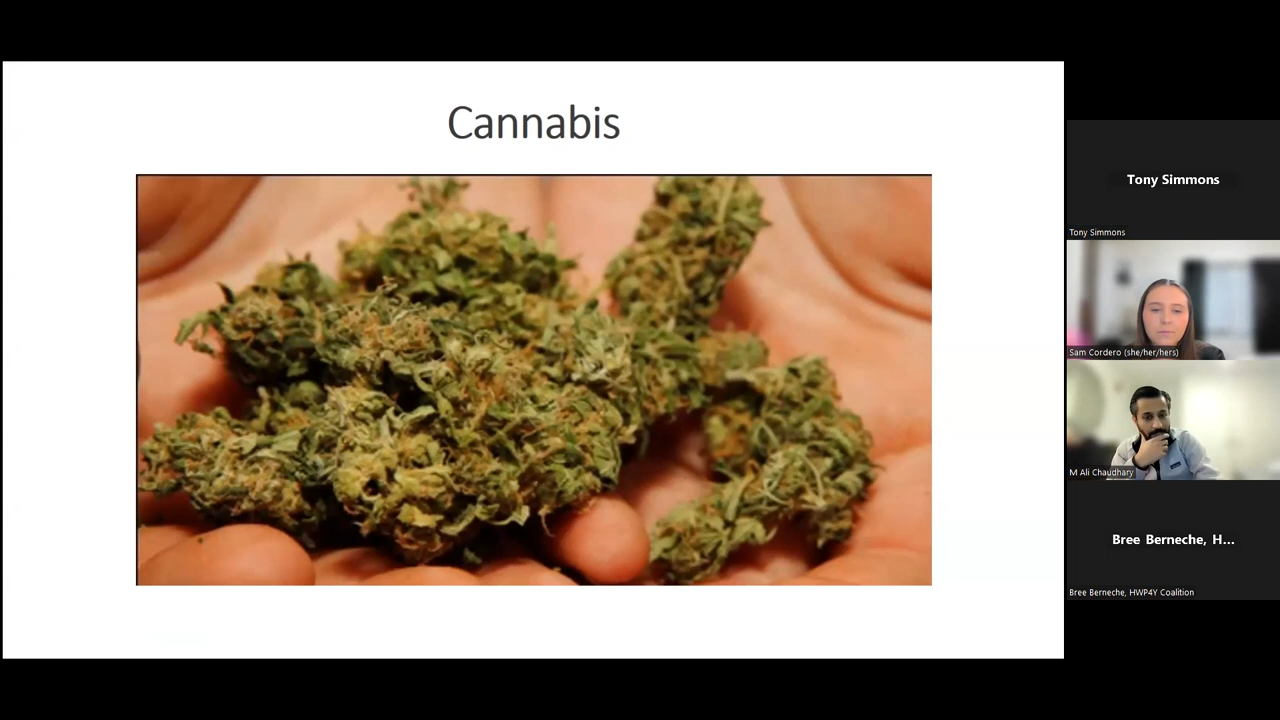 Cannabis
Tony Simmons
Tony Simmons
Sam Cordero (she/her/hers)
M Ali Chaudhary
Bree Berneche, H...
Bree Berneche, HWP4Y Coalition